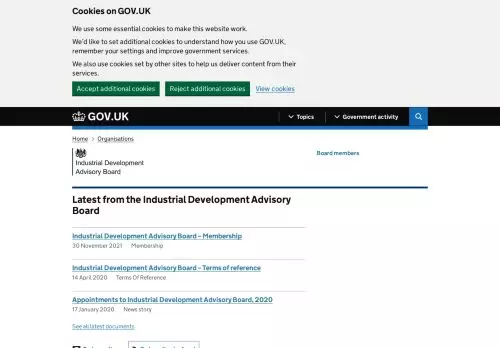 Cookies on GOV.UK
We use some essential cookies to make this website work.
We'd like to set additional cookies to understand how you use GOV.UK,
remember your settings and improve government services.
We also use cookies set by other sites to help us deliver content from their
services.
Accept additional cookies Reject additional cookies View cookies
GOV.UK Topics Government activity
Home Organisations
Industrial Development
Advisory Board
Board members
Latest from the Industrial Development Advisory
Board
Industrial Development Advisory Board – Membership
30 November 2021 Membership
Industrial Development Advisory Board – Terms of reference
14 April 2020 Terms Of Reference
Appointments to Industrial Development Advisory Board, 2020
17 January 2020 News story
See all latest documents